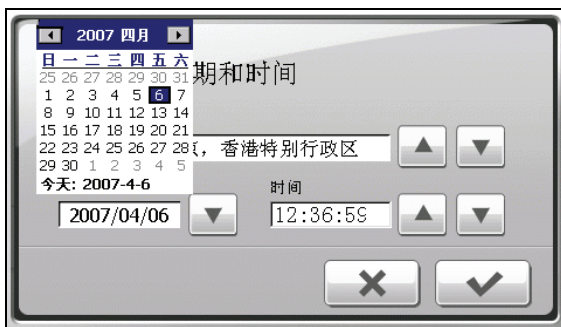 2007 四月
日 一 二 三 四 五 六
25 26 27 28 29 30 31
1 2 3 4 5 6 7
8 9 10 11 12 13 14
15 16 17 18 19 20 21
22 23 24 25 26 27 28
29 30 1 2 3 4 5
今天: 2007-4-6
期和时间
, 香港特别行政区
时间
2007/04/06
12:36:59